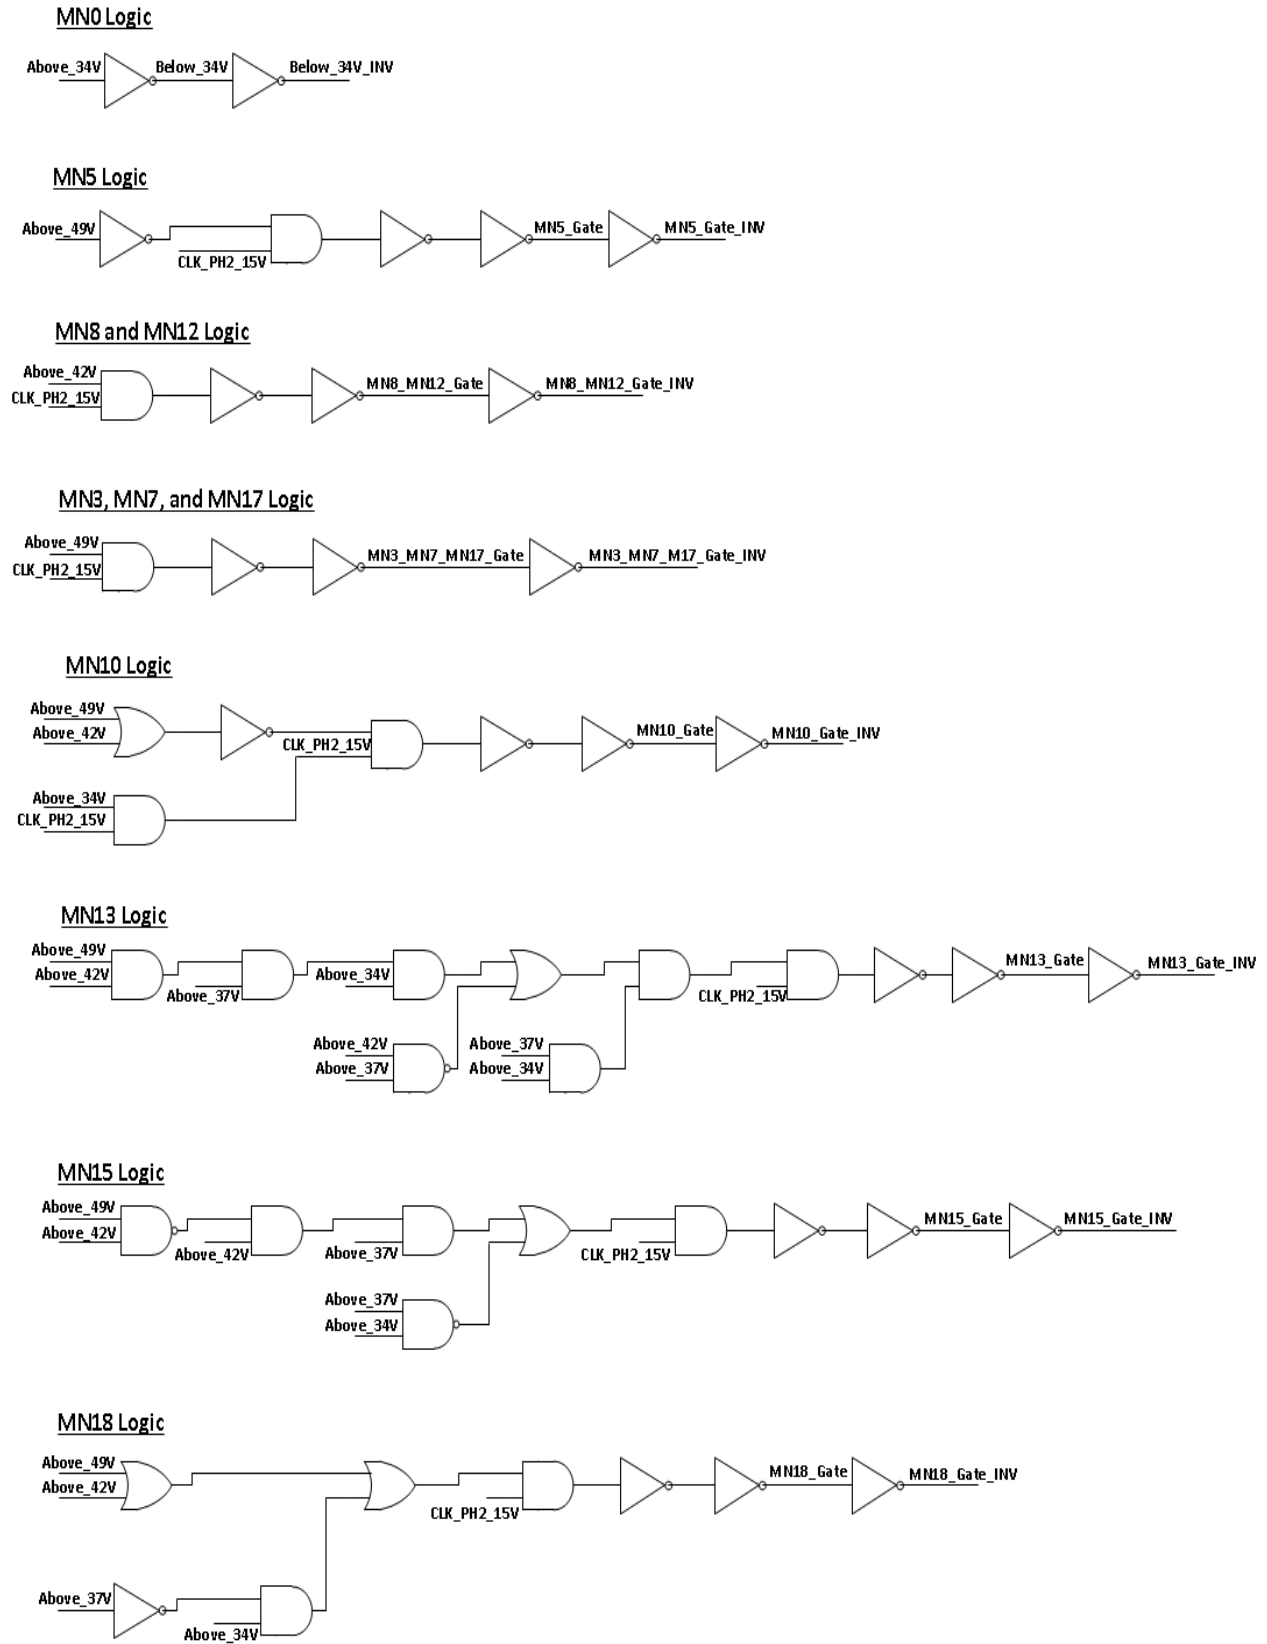 MN0 Logic
Above_34V Below_34V Below_34V_INV
MN5 Logic
Above_49V MN5_Gate MN5_Gate_INV
CLK_PH2_15V
MN8 and MN12 Logic
Above_42V
CLK_PH2_15V MN8_MN12_Gate MN8_MN12_Gate_INV
MN3, MN7, and MN17 Logic
Above_49V
CLK_PH2_15V MN3_MN7_MN17_Gate MN3_MN7_M17_Gate_INV
MN10 Logic
Above_49V
Above_42V CLK_PH2_15V MN10_Gate MN10_Gate_INV
Above_34V
CLK_PH2_15V
MN13 Logic
Above_49V
Above_42V Above_34V MN13_Gate MN13_Gate_INV
Above_37V CLK_PH2_15V
Above_42V Above_37V
Above_37V Above_34V
MN15 Logic
Above_49V
Above_42V MN15_Gate MN15_Gate_INV
Above_42V Above_37V CLK_PH2_15V
Above_37V
Above_34V
MN18 Logic
Above_49V
Above_42V MN18_Gate MN18_Gate_INV
CLK_PH2_15V
Above_37V
Above_34V